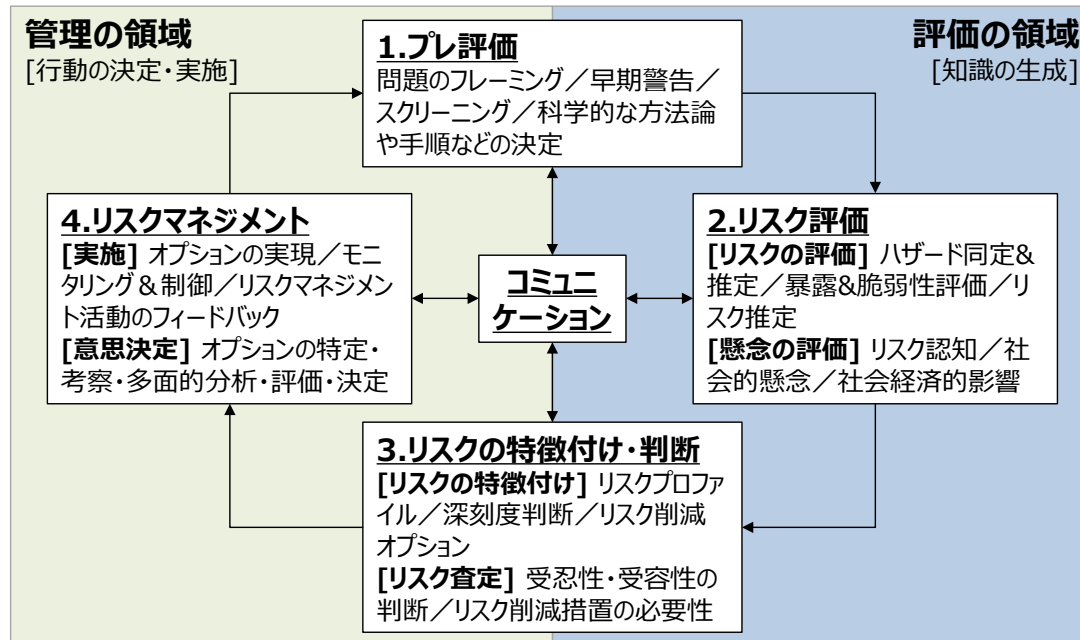 管理の領域
[行動の決定・実施]
評価の領域
[知識の生成]
1.プレ評価
問題のフレーミング／早期警告／
スクリーニング／科学的な方法論
や手順などの決定
4.リスクマネジメント
[実施] オプションの実現／モニ
タリング＆制御／リスクマネジメン
ト活動のフィードバック
[意思決定] オプションの特定・
考察・多面的分析・評価・決定
コミュニ
ケーション
2.リスク評価
[リスクの評価] ハザード同定&
推定／暴露&脆弱性評価／リ
スク推定
[懸念の評価] リスク認知／社
会的懸念／社会経済的影響
3.リスクの特徴付け・判断
[リスクの特徴付け] リスクプロファ
イル／深刻度判断／リスク削減
オプション
[リスク査定] 受忍性・受容性の
判断／リスク削減措置の必要性